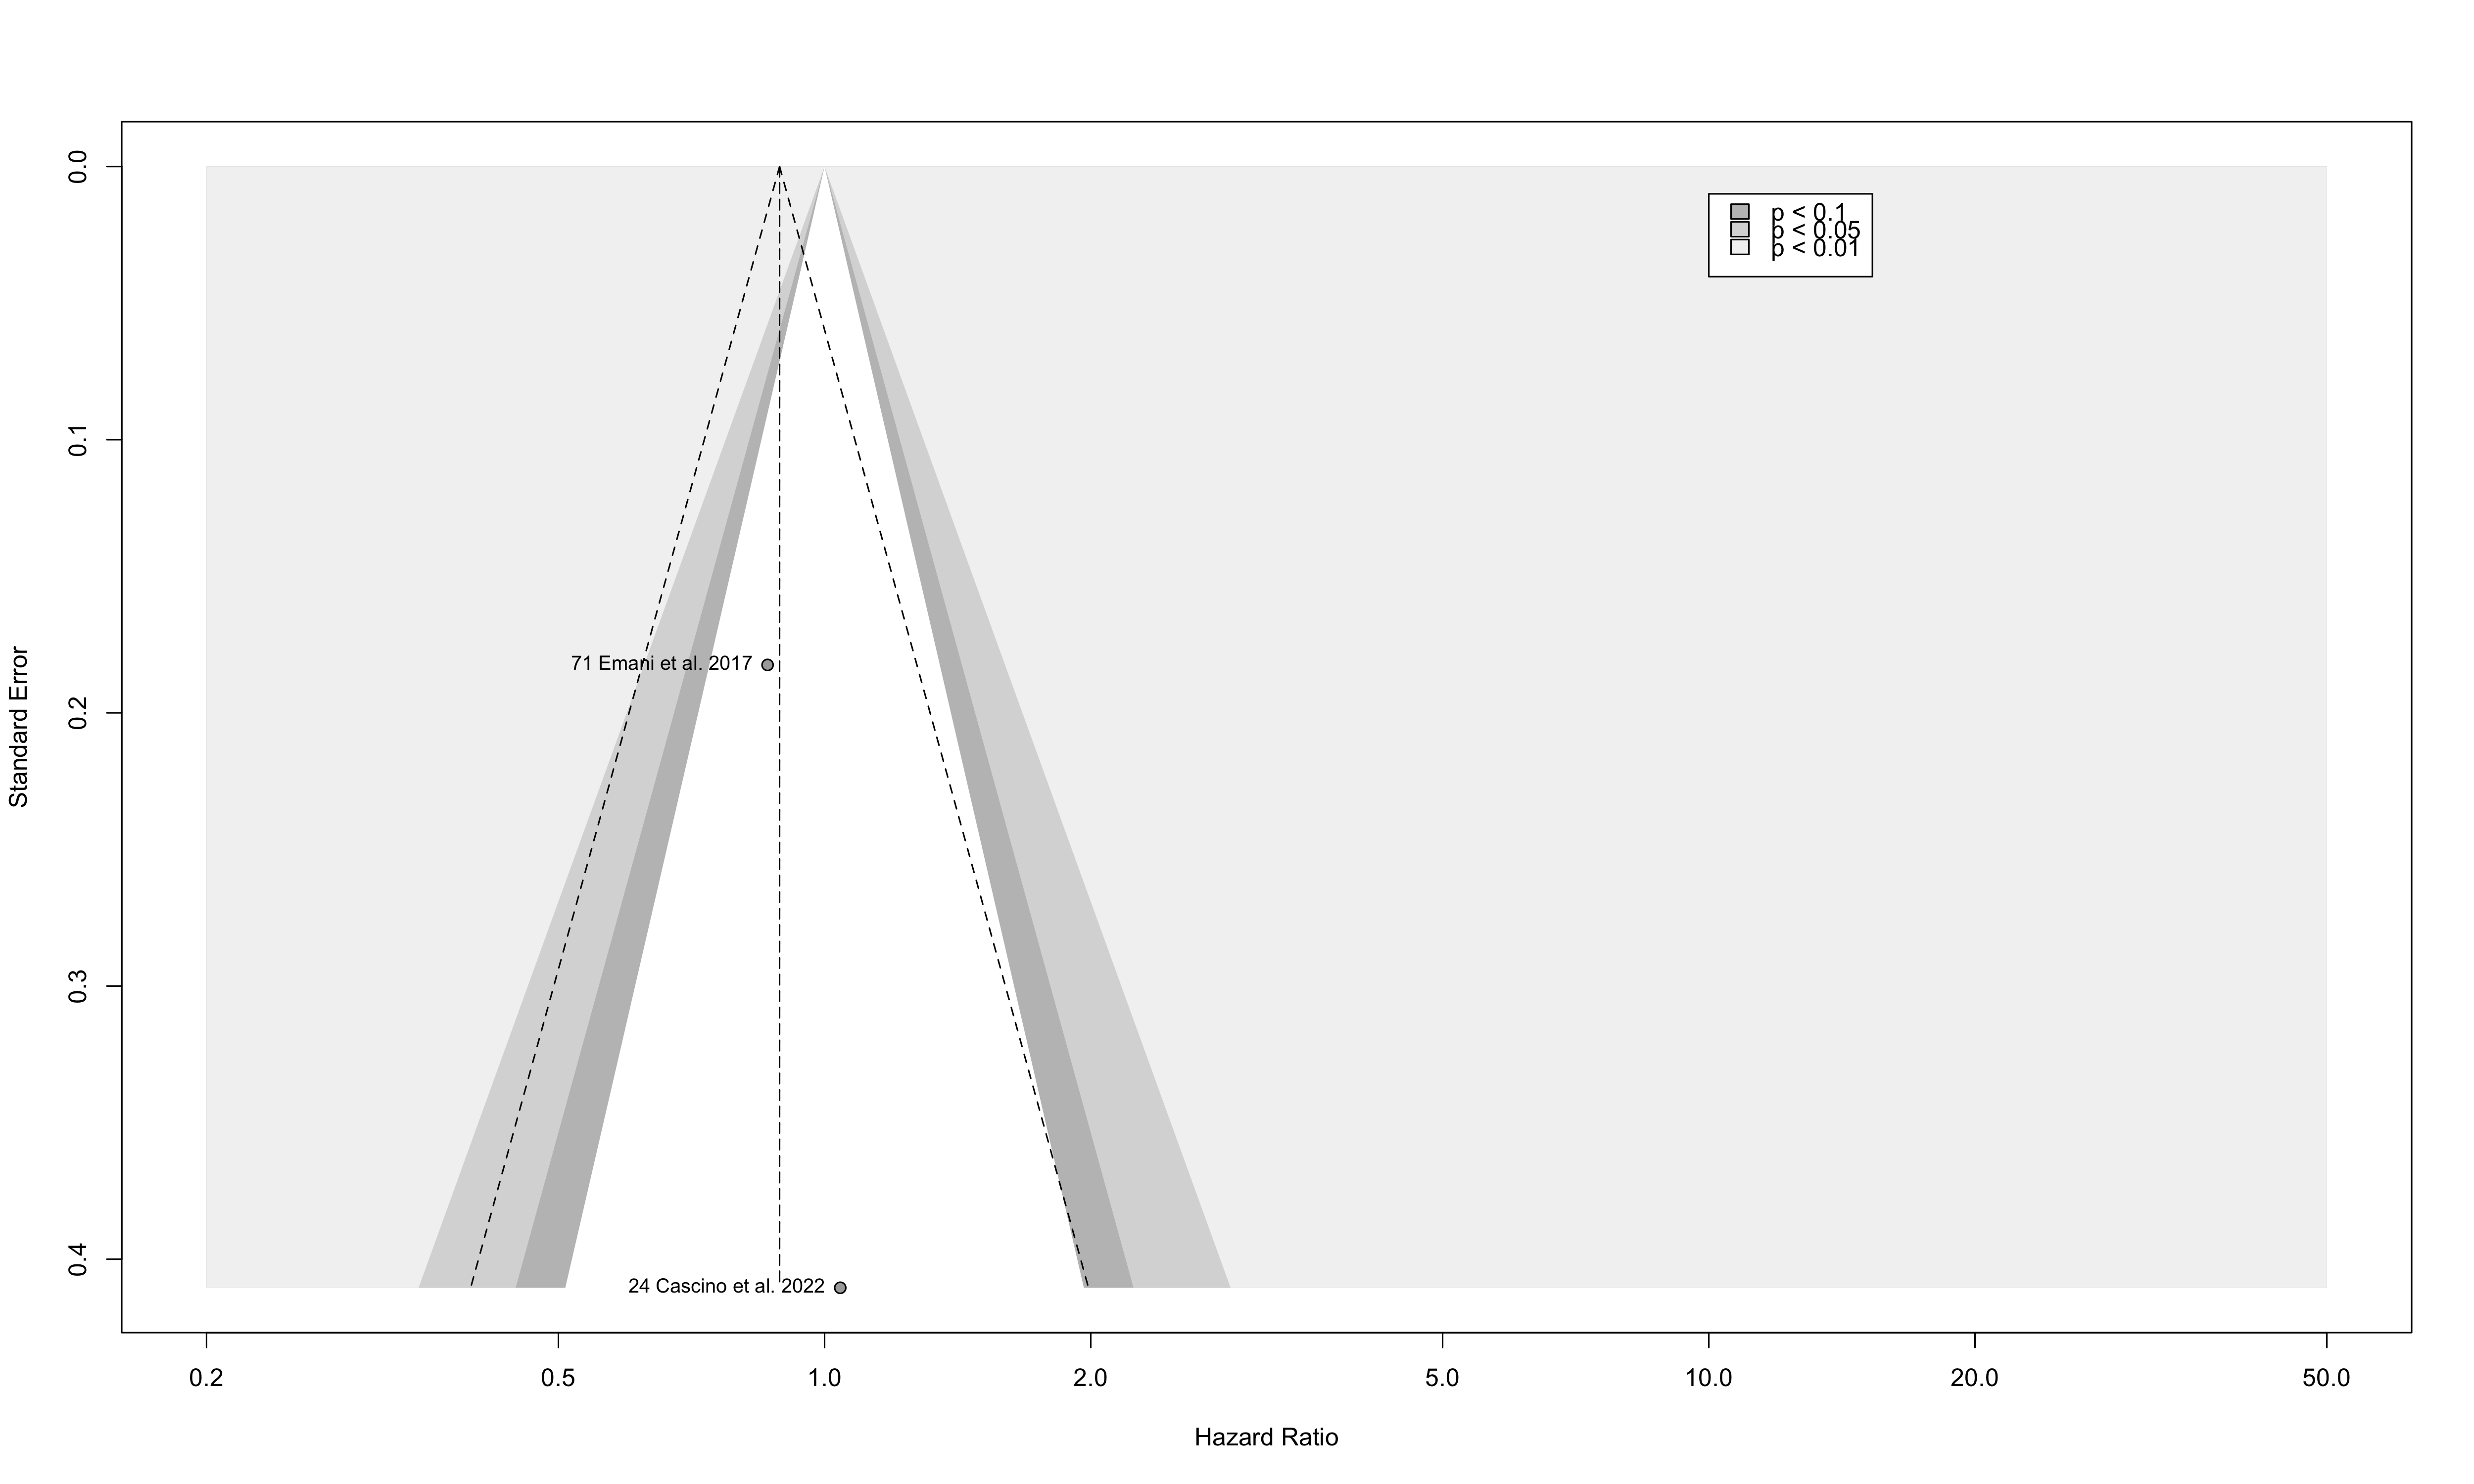 0.0
0.1
0.2
0.3
0.4
Standard Error
p < 0.1
p < 0.05
p < 0.01
71 Emani et al. 2017
24 Cascino et al. 2022
0.2 0.5 1.0 2.0 5.0 10.0 20.0 50.0
Hazard Ratio